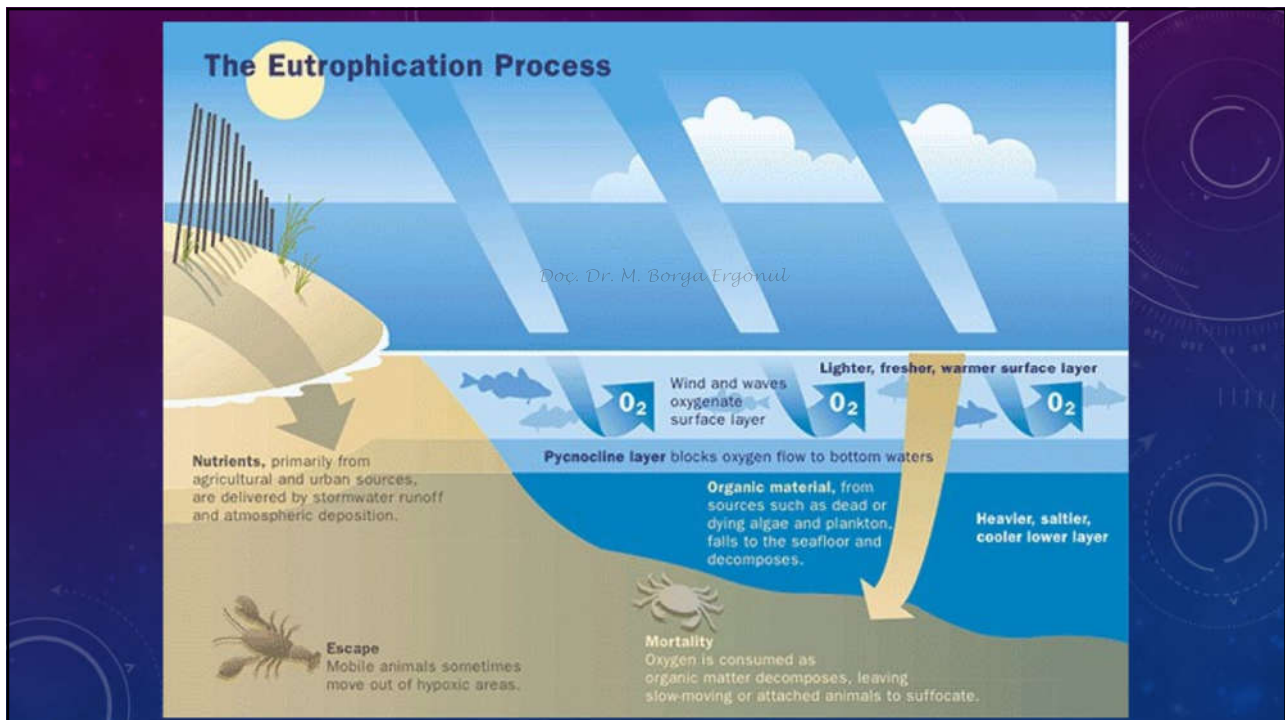 The Eutrophication Process
Doç. Dr. M. Borga Ergönül
Lighter, fresher, warmer surface layer
Wind and waves
oxygenate
surface layer
O₂
O₂
O₂
Pycnocline layer blocks oxygen flow to bottom waters
Nutrients, primarily from
agricultural and urban sources,
are delivered by stormwater runoff
and atmospheric deposition.
Organic material, from
sources such as dead or
dying algae and plankton,
falls to the seafloor and
decomposes.
Heavier, saltier,
cooler lower layer
Escape
Mobile animals sometimes
move out of hypoxic areas.
Mortality
Oxygen is consumed as
organic matter decomposes, leaving
slow-moving or attached animals to suffocate.